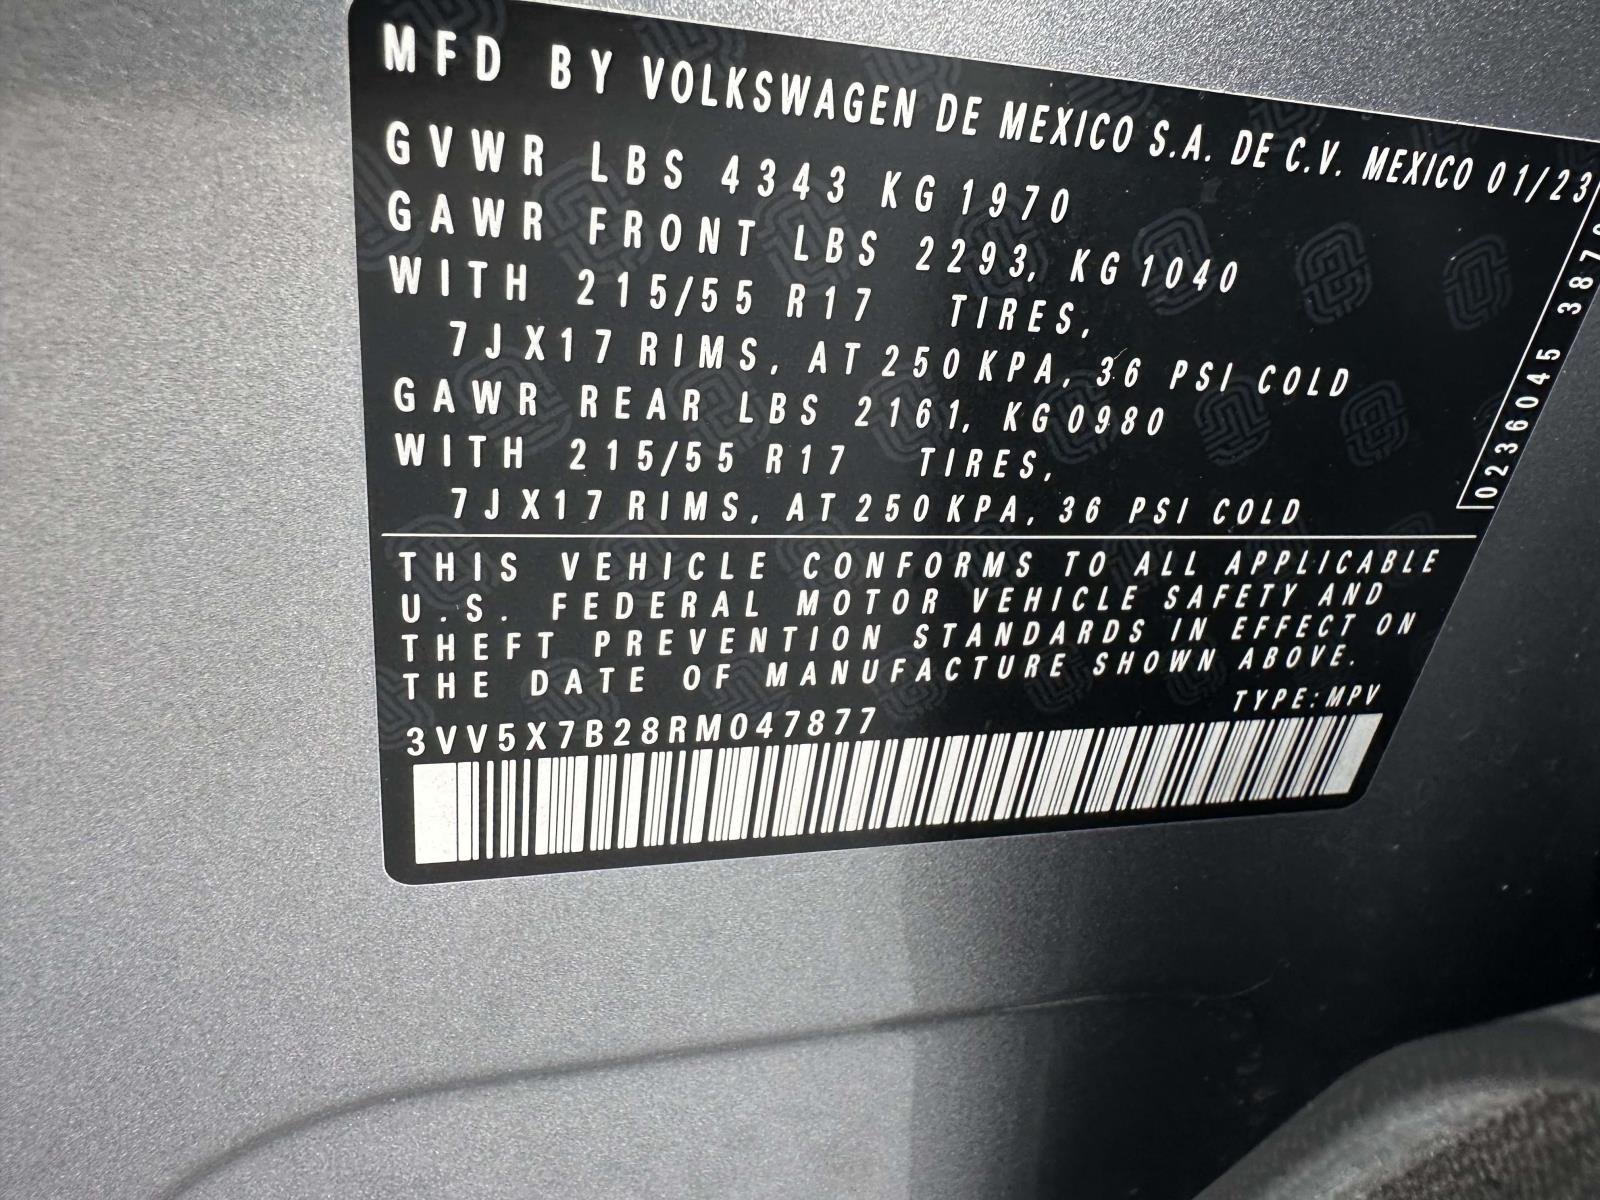 MFD BY VOLKSWAGEN DE MEXICO S.A. DE C.V. MEXICO 01/23
GVWR LBS 4343 KG 1970
GAWR FRONT LBS 2293, KG 1040
WITH 215/55 R17 TIRES,
7JX17 RIMS, AT 250 KPA, 36 PSI COLD
GAWR REAR LBS 2161, KG 0980
WITH 215/55 R17 TIRES,
7JX17 RIMS, AT 250 KPA, 36 PSI COLD
0236045
THIS VEHICLE CONFORMS TO ALL APPLICABLE
U.S. FEDERAL MOTOR VEHICLE SAFETY AND
THEFT PREVENTION STANDARDS IN EFFECT ON
THE DATE OF MANUFACTURE SHOWN ABOVE.
TYPE:MPV
3VV5X7B28RM047877